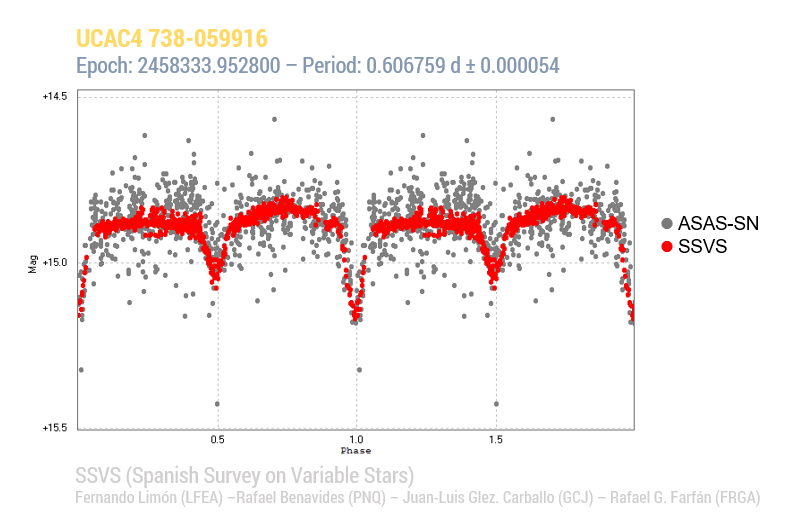 UCAC4 738-059916
Epoch: 2458333.952800 – Period: 0.606759 d ± 0.000054
+14.5
+15.0
+15.5
Mag
0.5
1.0
1.5
Phase
ASAS-SN
SSVS
SSVS (Spanish Survey on Variable Stars)
Fernando Limón (LFEA) –Rafael Benavides (PNQ) – Juan-Luis Glez. Carballo (GCJ) – Rafael G. Farfán (FRGA)